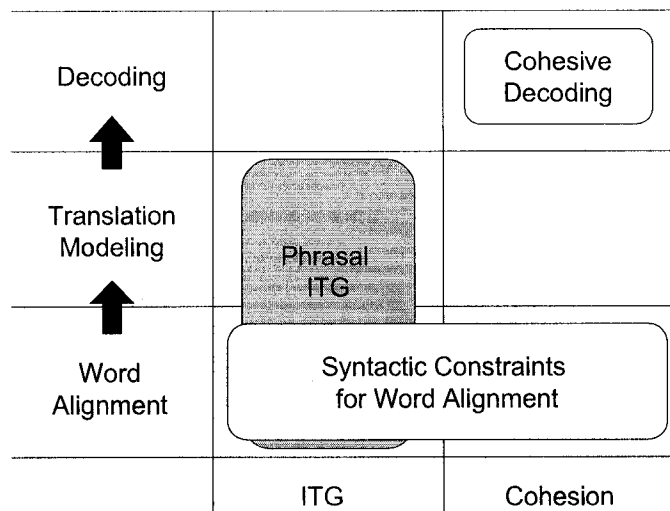 Decoding
Cohesive
Decoding
Translation
Modeling
Phrasal
ITG
Word
Alignment
Syntactic Constraints
for Word Alignment
ITG
Cohesion